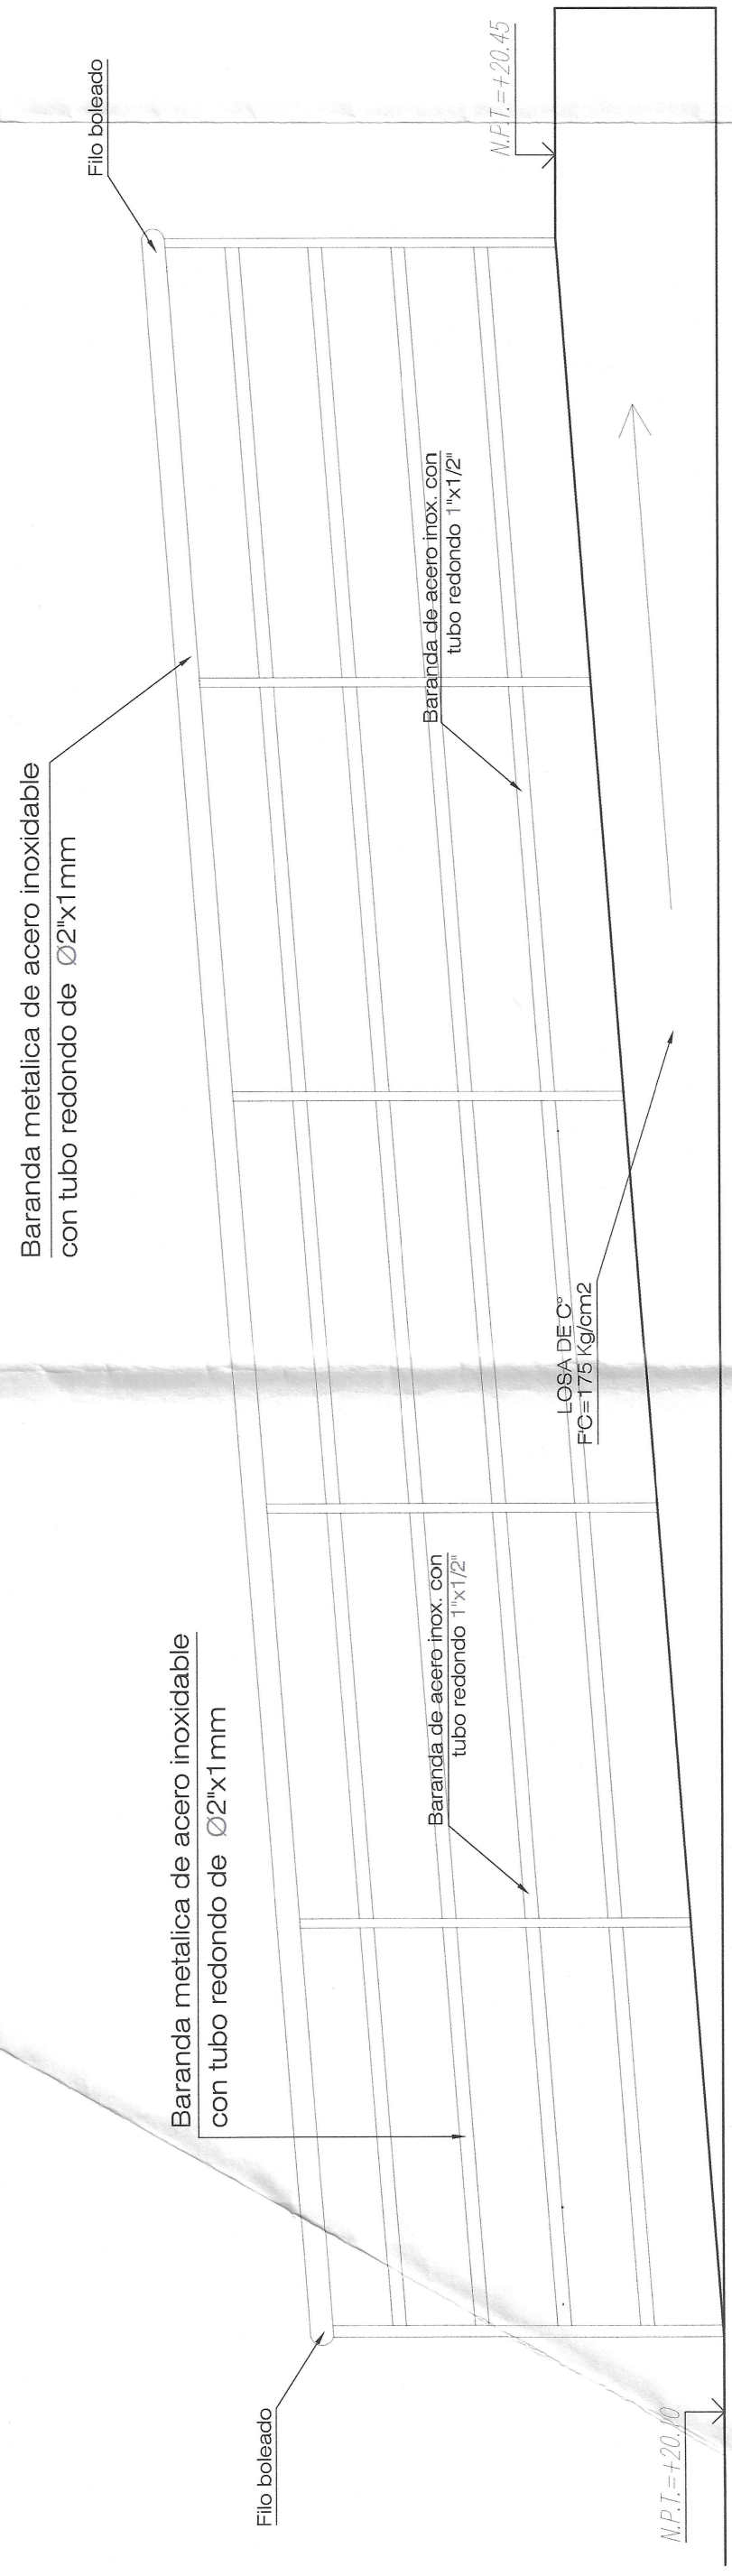 Filo boleado
N.P.T.=+20.45
Baranda metalica de acero inoxidable
con tubo redondo de Ø2"x1mm
Baranda de acero inox. con
tubo redondo 1"x1/2"
LOSA DE C°
F'C=175 Kg/cm2
Baranda metalica de acero inoxidable
con tubo redondo de Ø2"x1mm
Baranda de acero inox. con
tubo redondo 1"x1/2"
Filo boleado
N.P.T.=+20.10